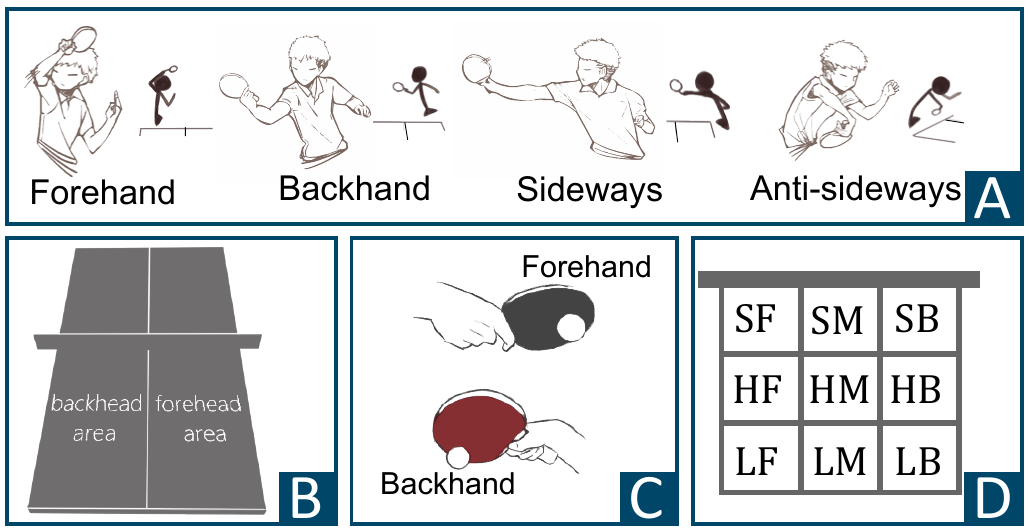 Forehand
Backhand
Sideways
Anti-sideways
A
backhead area
forehead area
B
Forehand
Backhand
C
SF SM SB
HF HM HB
LF LM LB
D